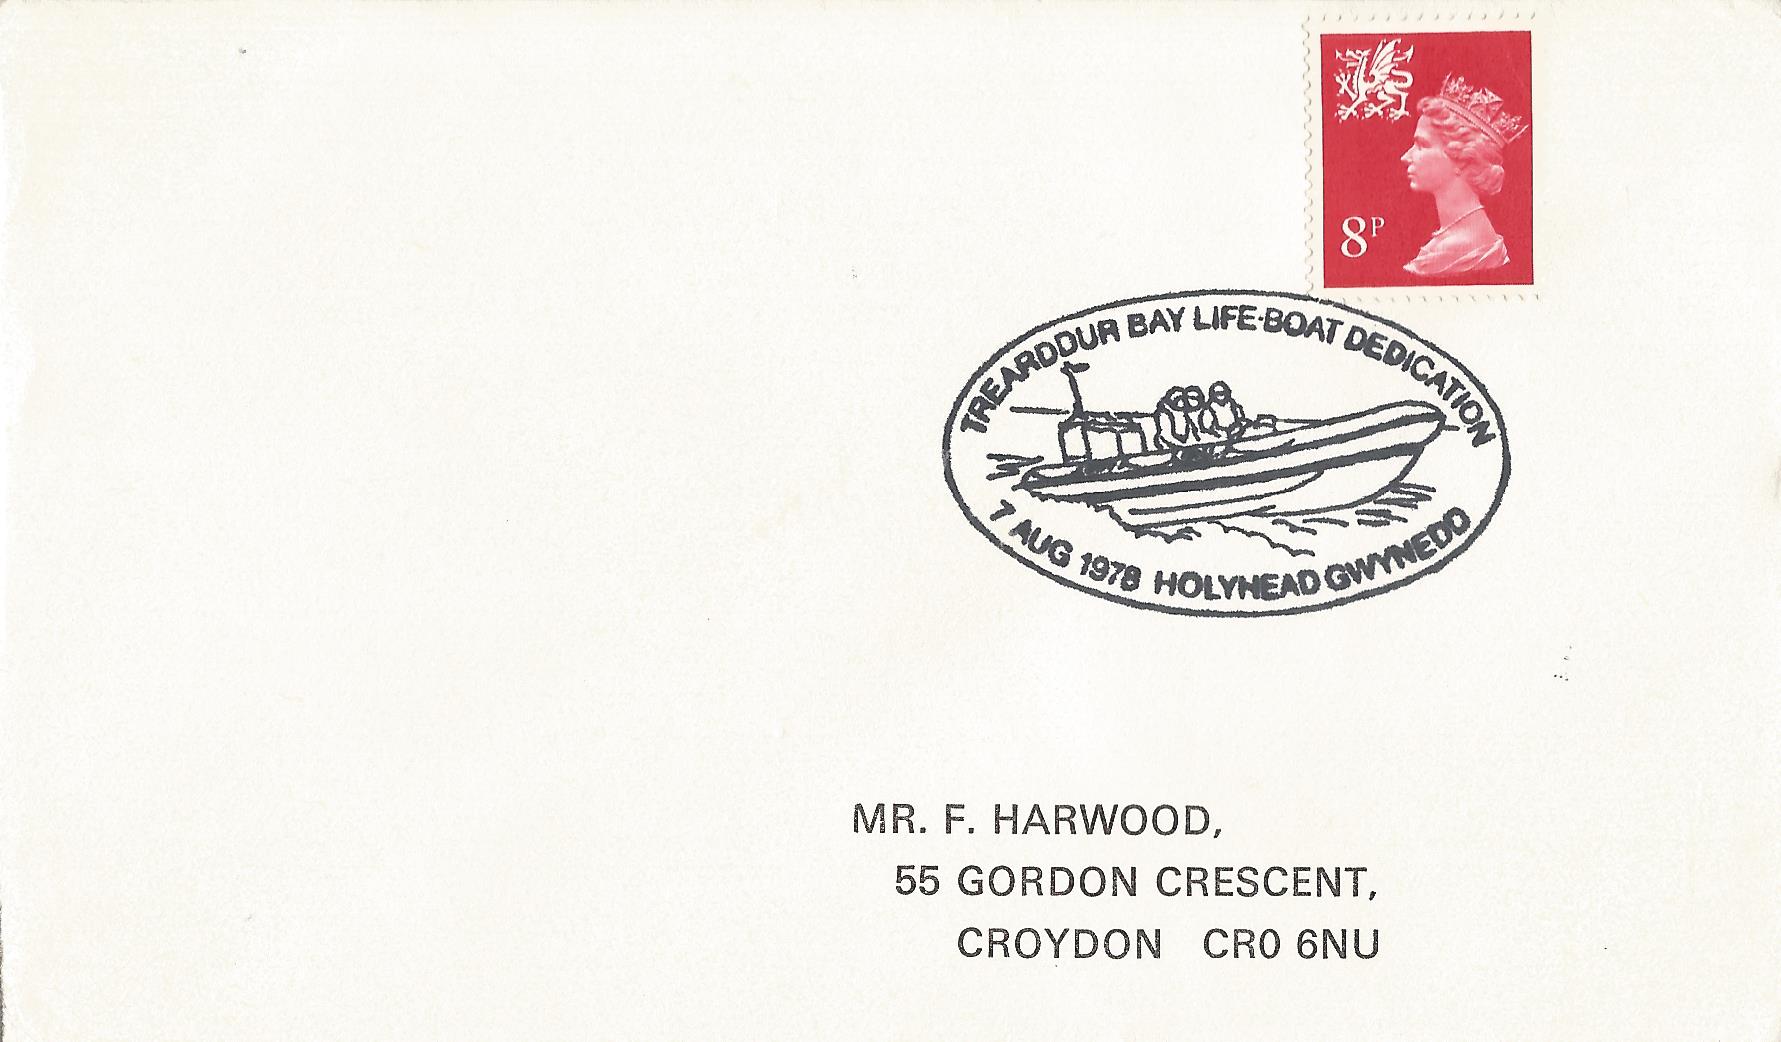 8P
TREARDDUR BAY LIFE-BOAT DEDICATION
7 AUG 1978 HOLYHEAD GWYNEDD
MR. F. HARWOOD,
55 GORDON CRESCENT,
CROYDON CR0 6NU